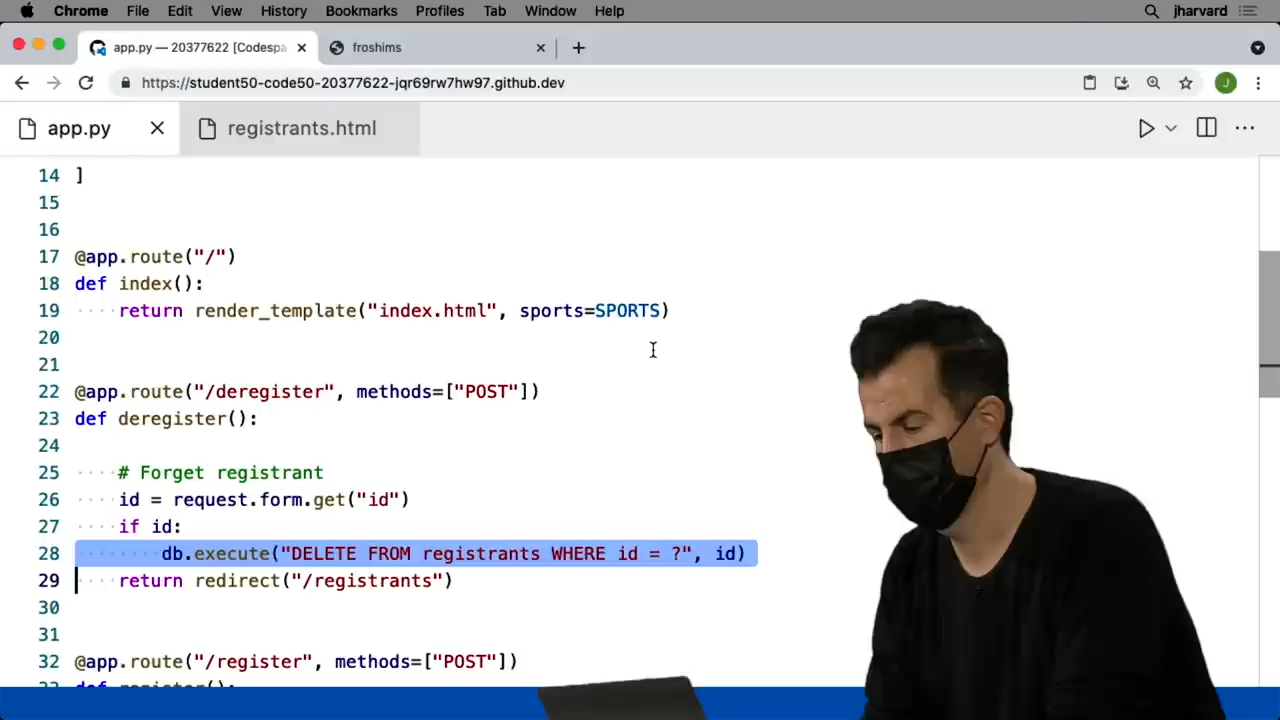 Chrome File Edit View History Bookmarks Profiles Tab Window Help jharvard
app.py — 20377622 [Codespa froshims
https://student50-code50-20377622-jqr69rw7hw97.github.dev J
app.py registrants.html
14 ]
15
16
17 @app.route("/")
18 def index():
19 return render_template("index.html", sports=SPORTS)
20
21
22 @app.route("/deregister", methods=["POST"])
23 def deregister():
24
25 # Forget registrant
26 id = request.form.get("id")
27 if id:
28 db.execute("DELETE FROM registrants WHERE id = ?", id)
29 return redirect("/registrants")
30
31
32 @app.route("/register", methods=["POST"])
33 def register():